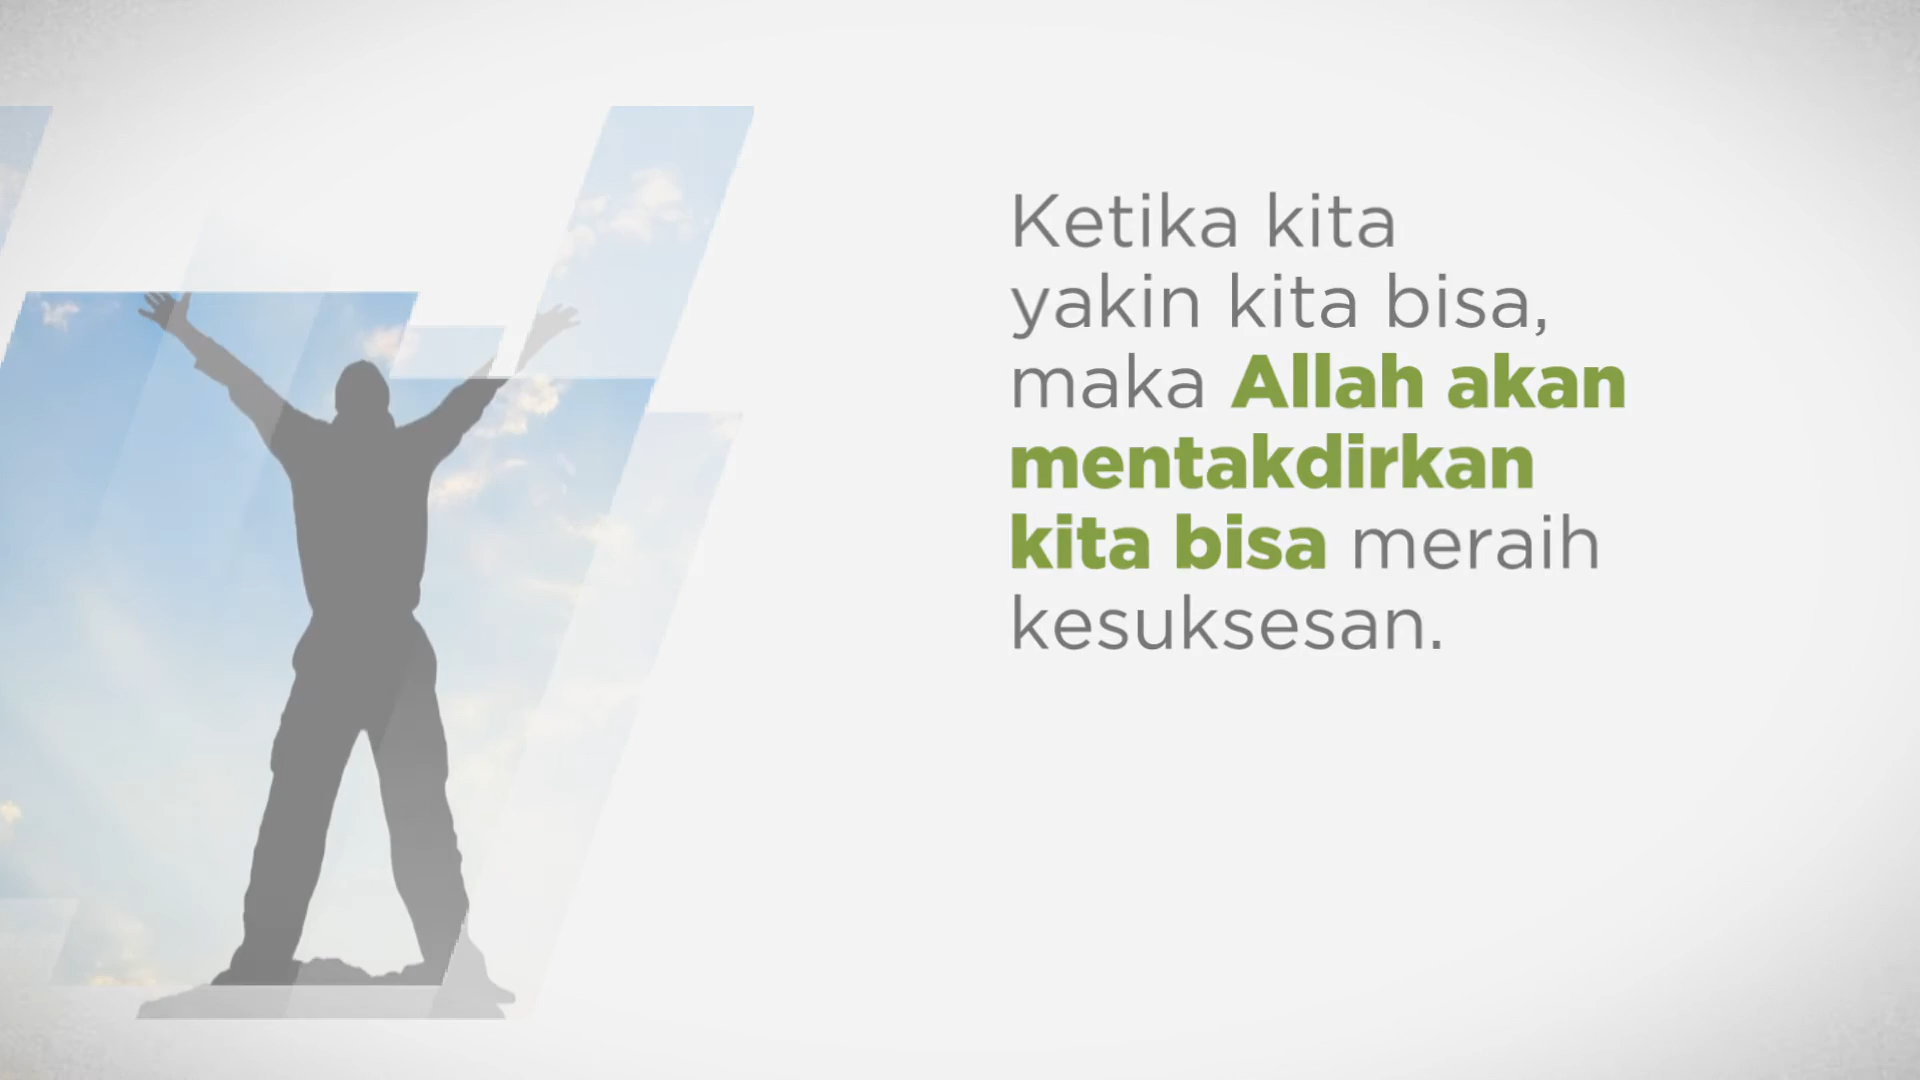 Ketika kita
yakin kita bisa,
maka Allah akan
mentakdirkan
kita bisa meraih
kesuksesan.